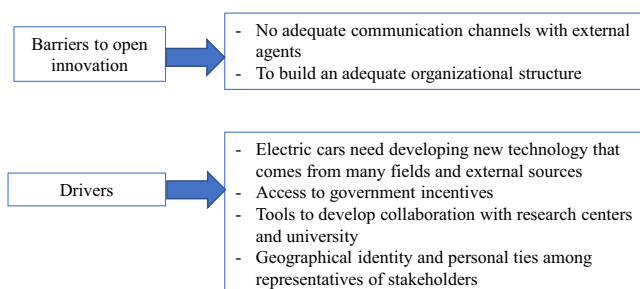 Barriers to open
innovation
- No adequate communication channels with external
agents
- To build an adequate organizational structure
Drivers
- Electric cars need developing new technology that
comes from many fields and external sources
- Access to government incentives
- Tools to develop collaboration with research centers
and university
- Geographical identity and personal ties among
representatives of stakeholders